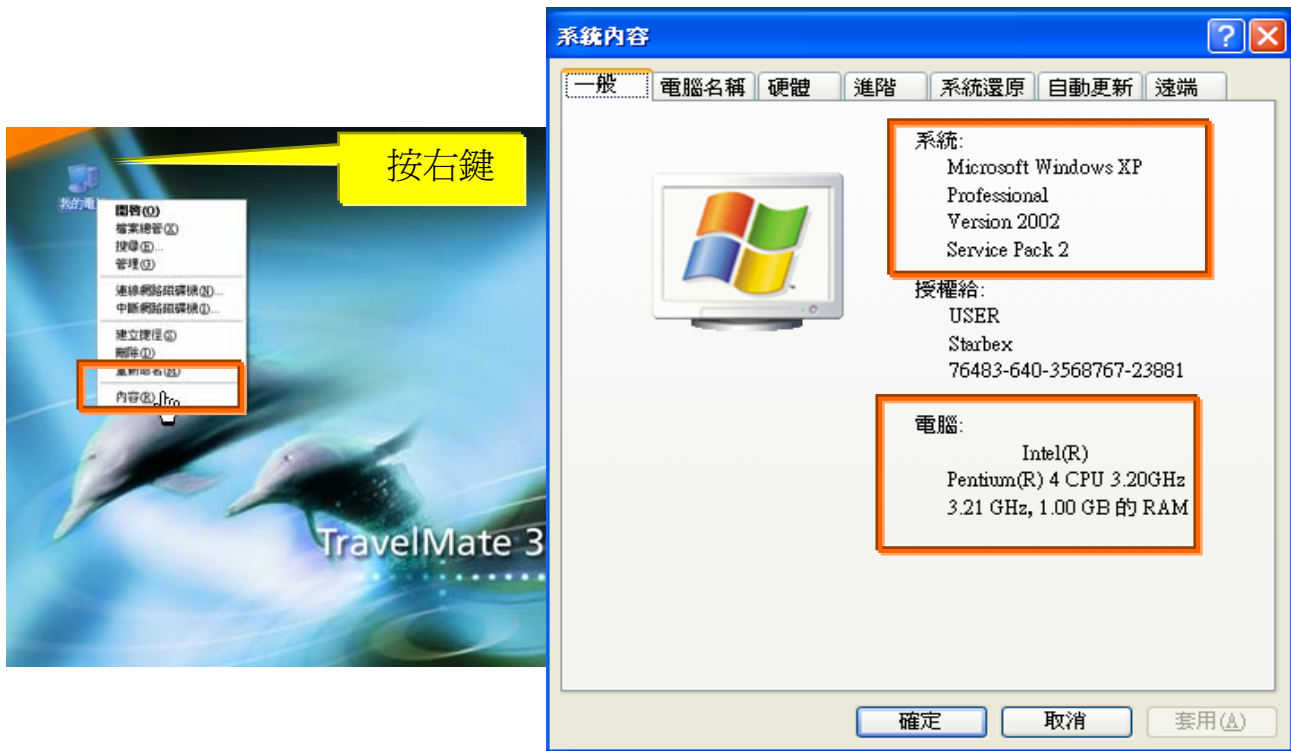 按右鍵
我的電
開啓(O)
檔案總管(X)
搜尋(E)...
管理(G)
連線網路磁碟機(N)...
中斷網路磁碟機(I)...
建立捷徑(S)
刪除(D)
重新命名(M)
內容(R)
TravelMate 3
系統內容
一般 電腦名稱 硬體 進階 系統還原 自動更新 遠端
系統:
Microsoft Windows XP
Professional
Version 2002
Service Pack 2
授權給:
USER
Starbex
76483-640-3568767-23881
電腦:
Intel(R)
Pentium(R) 4 CPU 3.20GHz
3.21 GHz, 1.00 GB 的 RAM
確定 取消 套用(A)